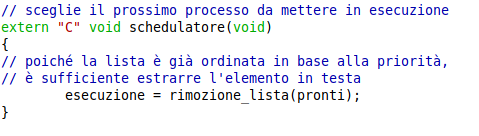 // sceglie il prossimo processo da mettere in esecuzione
extern "C" void schedulatore(void)
{
// poiché la lista è già ordinata in base alla priorità,
// è sufficiente estrarre l'elemento in testa
        esecuzione = rimozione_lista(pronti);
}